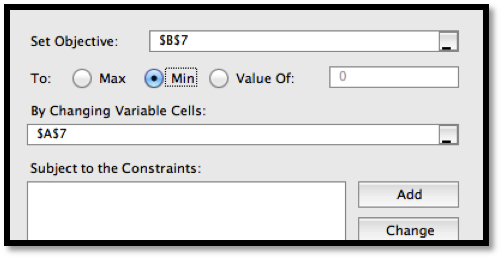 Set Objective: $B$7
To: Max Min Value Of: 0
By Changing Variable Cells:
$A$7
Subject to the Constraints:
Add
Change